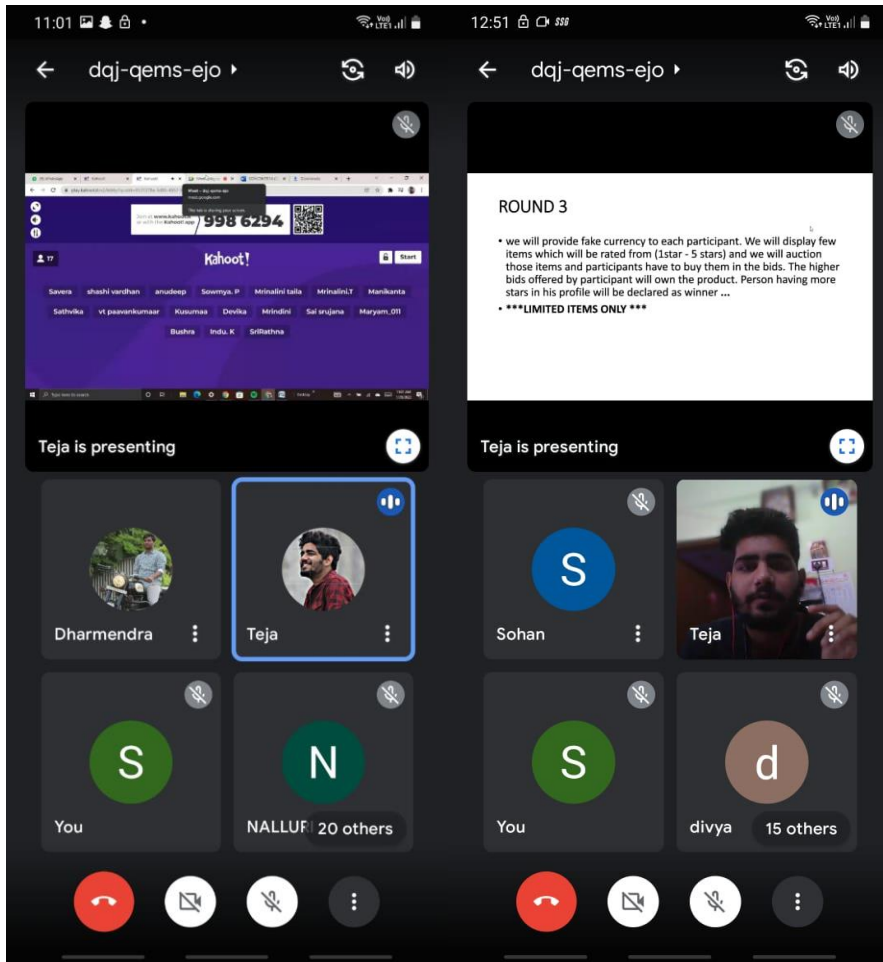 11:01
Voi)
LTE1
dqj-qems-ejo
998 6294
17
Kahoot!
Start
Savera shashi vardhan anudeep Sowmya. P Mrinalini taila Mrinalini.T Manikanta
Sathvika vt paavankumaar Kusumaa Devika Mrindini Sai srujana Maryam_011
Bushra Indu. K SriRathna
Teja is presenting
Dharmendra
Teja
S
You
N
NALLURI
20 others
12:51
Voi)
LTE1
dqj-qems-ejo
ROUND 3
• we will provide fake currency to each participant. We will display few
items which will be rated from (1star - 5 stars) and we will auction
those items and participants have to buy them in the bids. The higher
bids offered by participant will own the product. Person having more
stars in his profile will be declared as winner ...
• ***LIMITED ITEMS ONLY ***
Teja is presenting
S
Sohan
Teja
S
You
d
divya
15 others